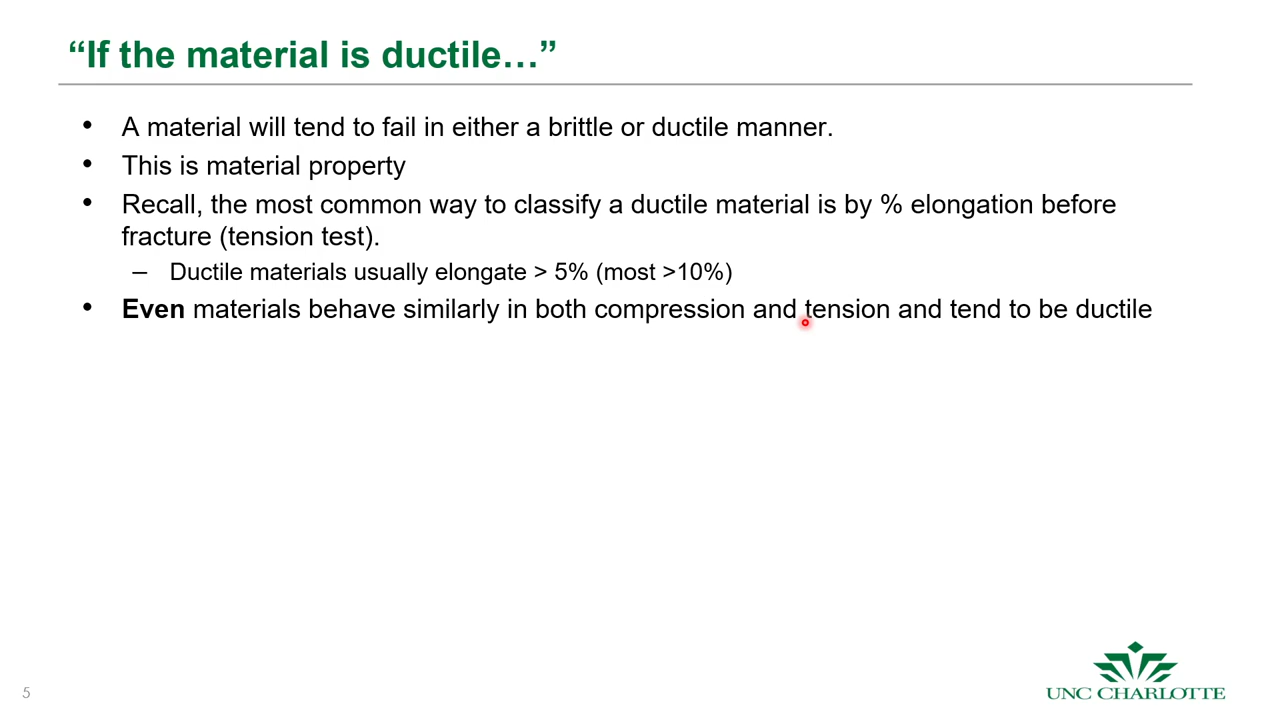 “If the material is ductile…”
• A material will tend to fail in either a brittle or ductile manner.
• This is material property
• Recall, the most common way to classify a ductile material is by % elongation before
fracture (tension test).
– Ductile materials usually elongate > 5% (most >10%)
• Even materials behave similarly in both compression and tension and tend to be ductile
5
UNC CHARLOTTE